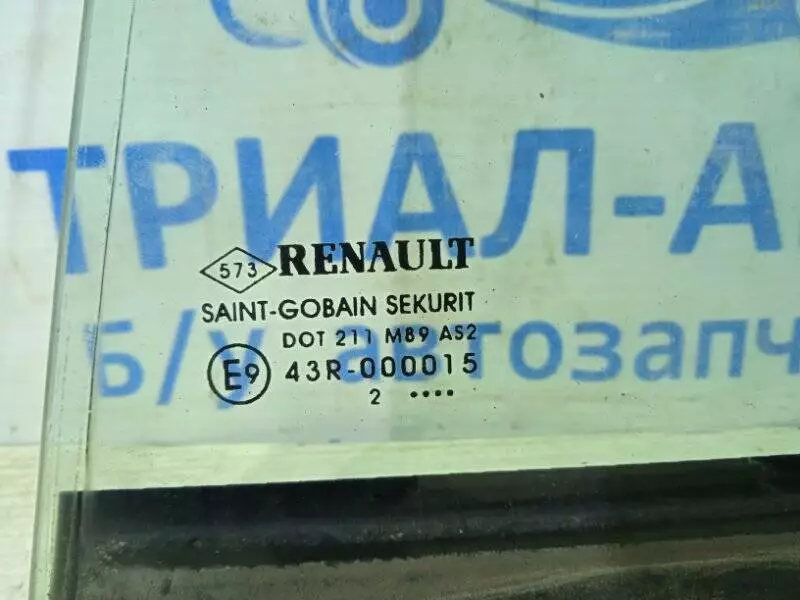 ТРИАЛ-А
573 RENAULT
SAINT-GOBAIN SEKURIT
DOT 211 M89 AS2
б/у автозапч
E9 43R-000015
2 ....